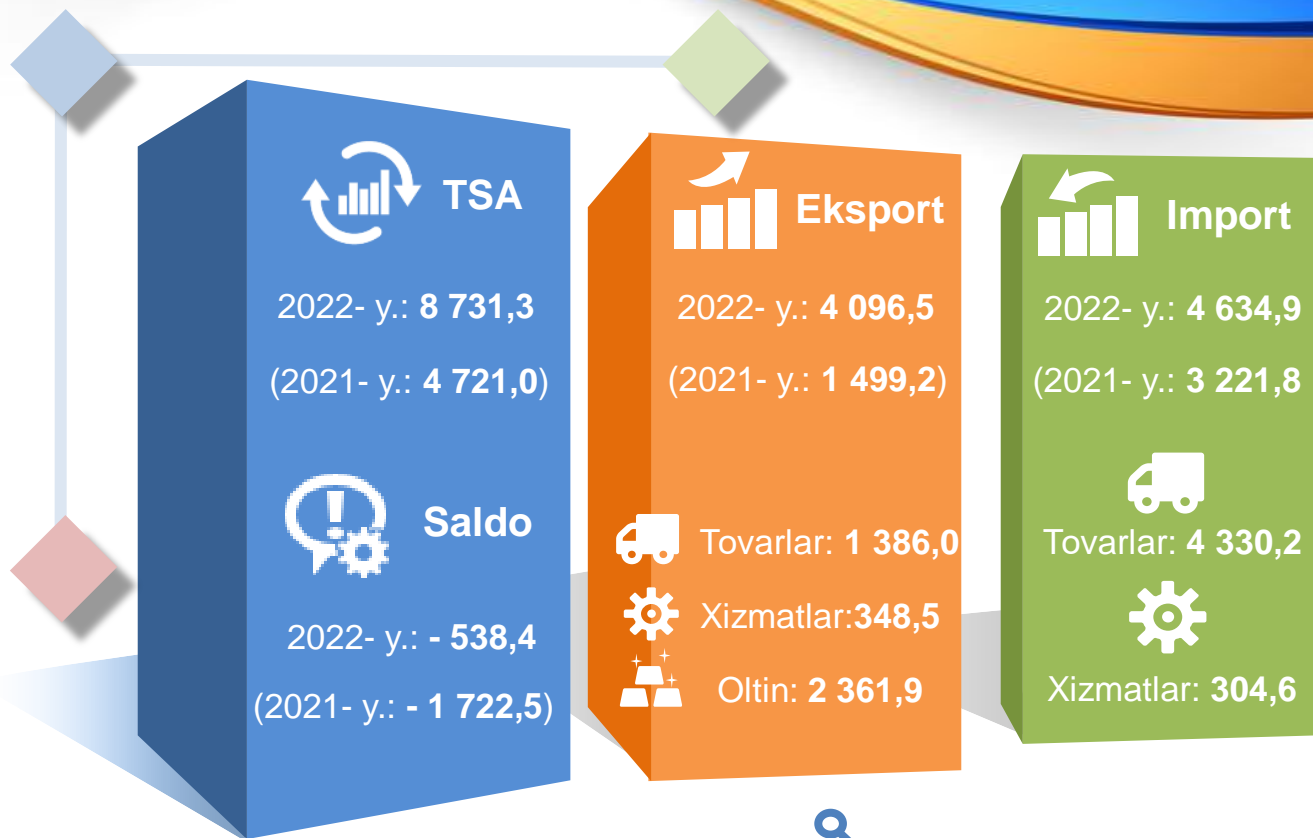 TSA
2022- y.: 8 731,3
(2021- y.: 4 721,0)
Saldo
2022- y.: - 538,4
(2021- y.: - 1 722,5)
Eksport
2022- y.: 4 096,5
(2021- y.: 1 499,2)
Tovarlar: 1 386,0
Xizmatlar:348,5
Oltin: 2 361,9
Import
2022- y.: 4 634,9
(2021- y.: 3 221,8
Tovarlar: 4 330,2
Xizmatlar: 304,6